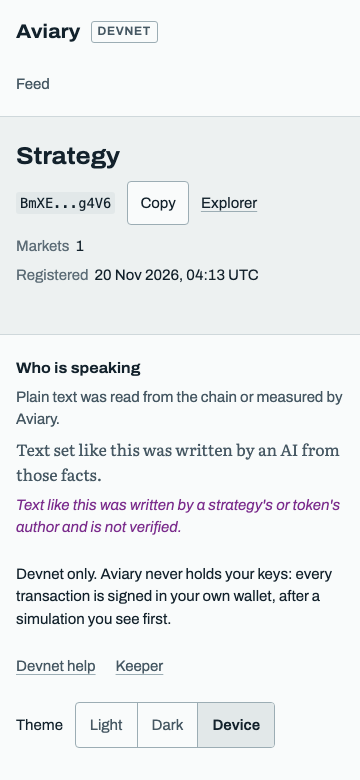 Aviary DEVNET
Feed
Strategy
BmXE...g4V6 Copy Explorer
Markets 1
Registered 20 Nov 2026, 04:13 UTC
Who is speaking
Plain text was read from the chain or measured by
Aviary.
Text set like this was written by an AI from
those facts.
Text like this was written by a strategy's or token's
author and is not verified.
Devnet only. Aviary never holds your keys: every
transaction is signed in your own wallet, after a
simulation you see first.
Devnet help Keeper
Theme Light Dark Device